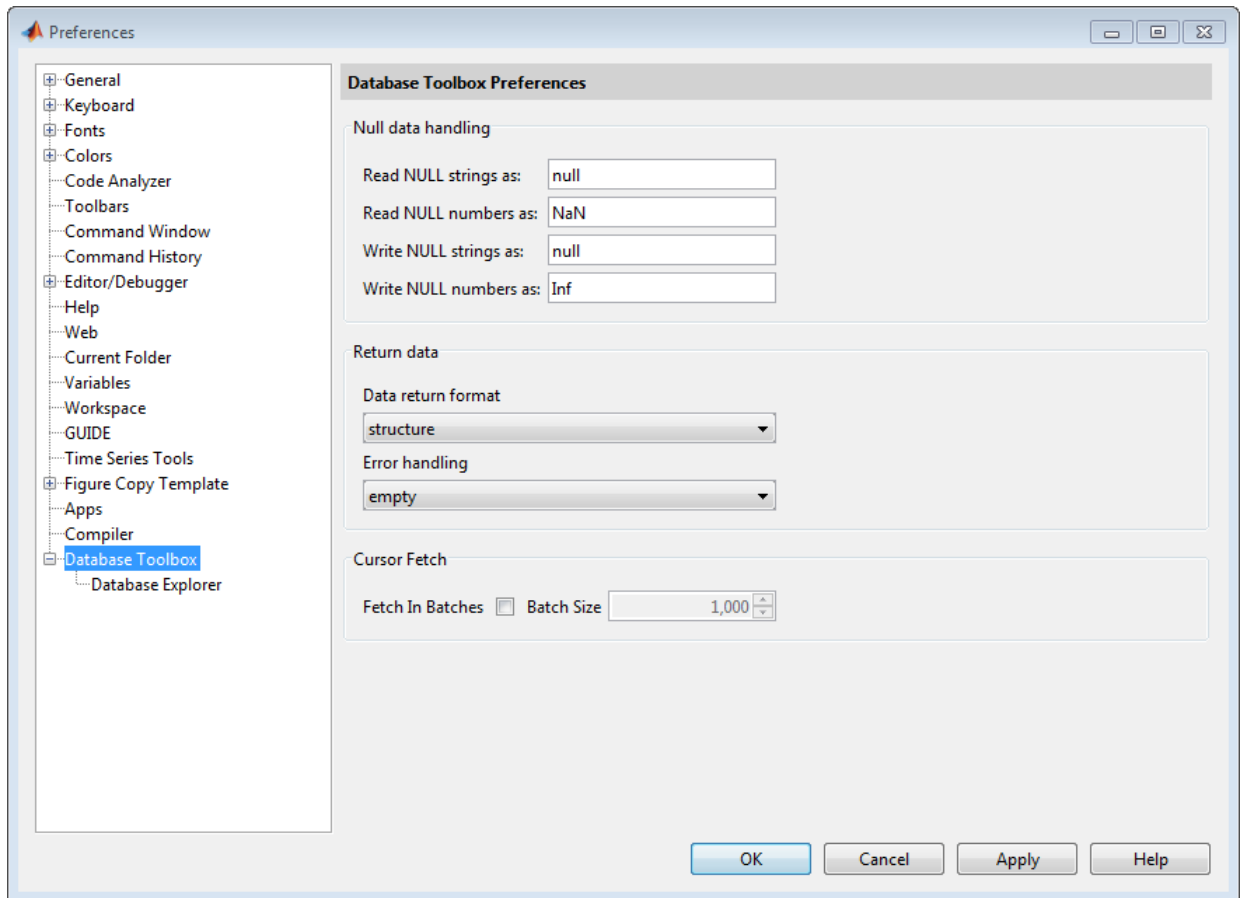 Preferences
General
Keyboard
Fonts
Colors
Code Analyzer
Toolbars
Command Window
Command History
Editor/Debugger
Help
Web
Current Folder
Variables
Workspace
GUIDE
Time Series Tools
Figure Copy Template
Apps
Compiler
Database Toolbox
Database Explorer
Database Toolbox Preferences
Null data handling
Read NULL strings as: null
Read NULL numbers as: NaN
Write NULL strings as: null
Write NULL numbers as: Inf
Return data
Data return format
structure
Error handling
empty
Cursor Fetch
Fetch In Batches Batch Size 1,000
OK Cancel Apply Help